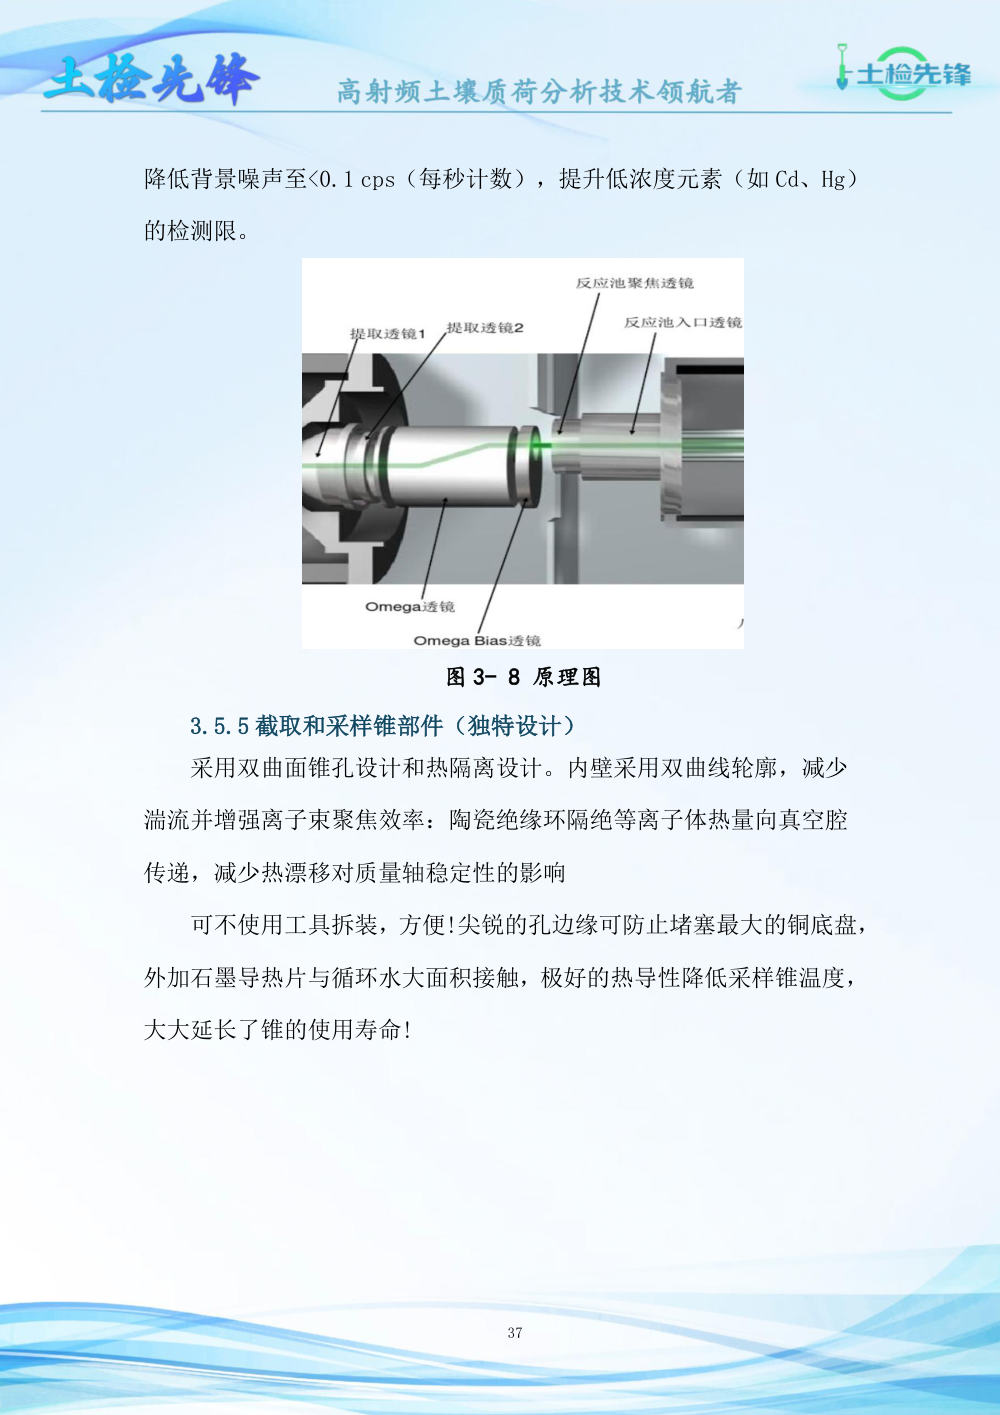 土检先锋
高射频土壤质荷分析技术领航者
土检先锋
降低背景噪声至<0.1 cps（每秒计数），提升低浓度元素（如 Cd、Hg）
的检测限。
反应池聚焦透镜
反应池入口透镜
提取透镜1
提取透镜2
Omega透镜
Omega Bias透镜
图 3- 8 原理图
3.5.5 截取和采样锥部件（独特设计）
采用双曲面锥孔设计和热隔离设计。内壁采用双曲线轮廓，减少
湍流并增强离子束聚焦效率：陶瓷绝缘环隔绝等离子体热量向真空腔
传递，减少热漂移对质量轴稳定性的影响
可不使用工具拆装，方便!尖锐的孔边缘可防止堵塞最大的铜底盘，
外加石墨导热片与循环水大面积接触，极好的热导性降低采样锥温度，
大大延长了锥的使用寿命!
37